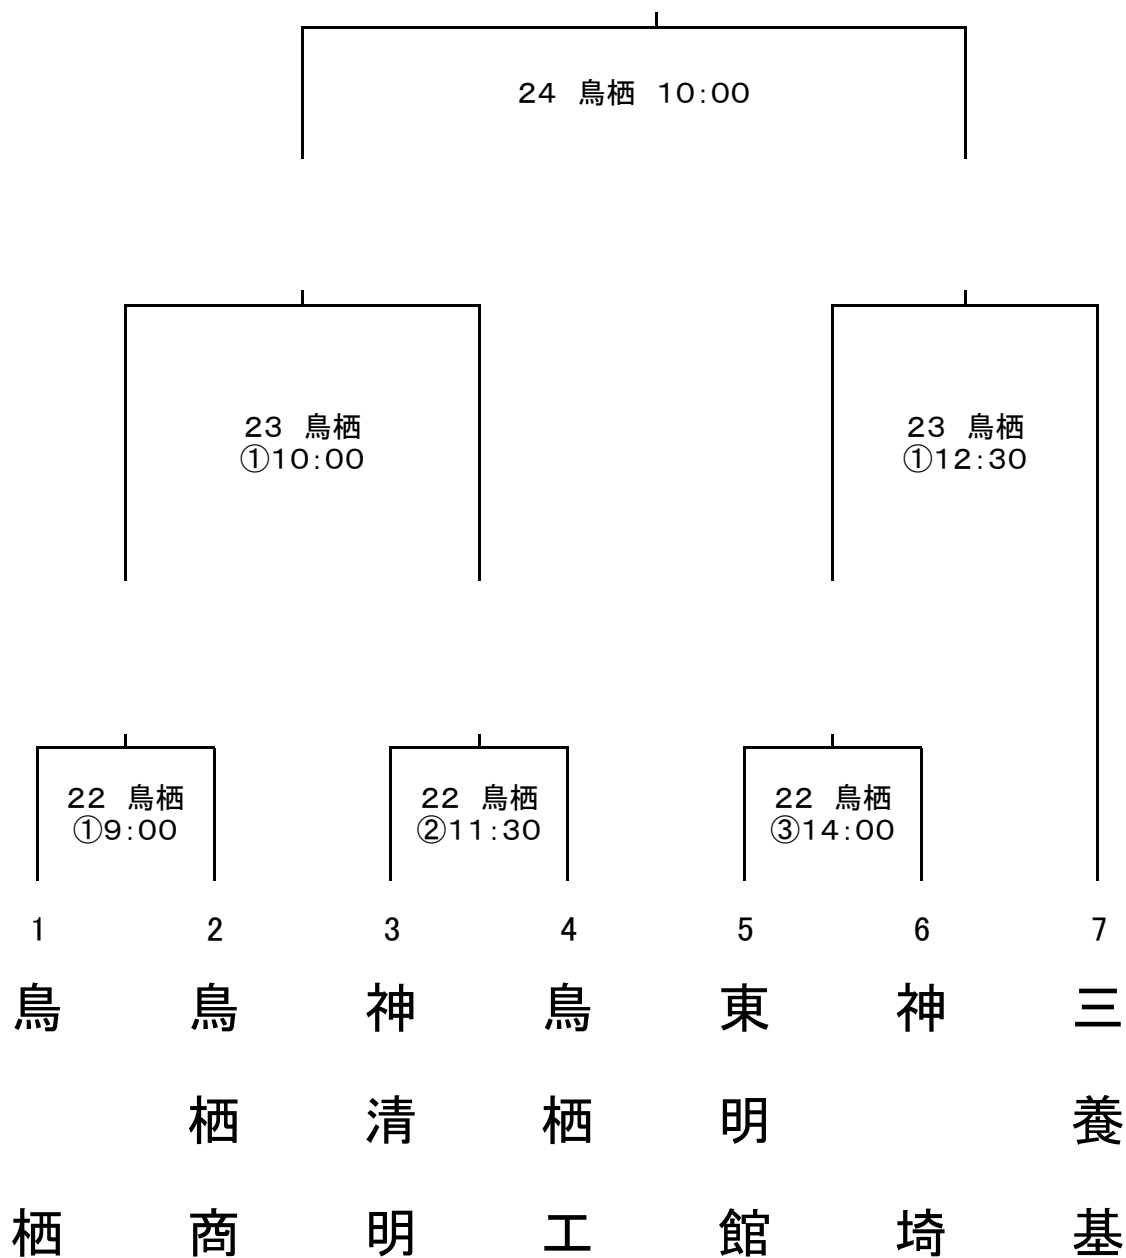 24　鳥栖　10:00
23　鳥栖
①10:00
23　鳥栖
①12:30
22　鳥栖
①9:00
22　鳥栖
②11:30
22　鳥栖
③14:00
1
2
3
4
5
6
7
鳥栖
鳥栖商
神清明
鳥栖工
東明館
神埼
三養基